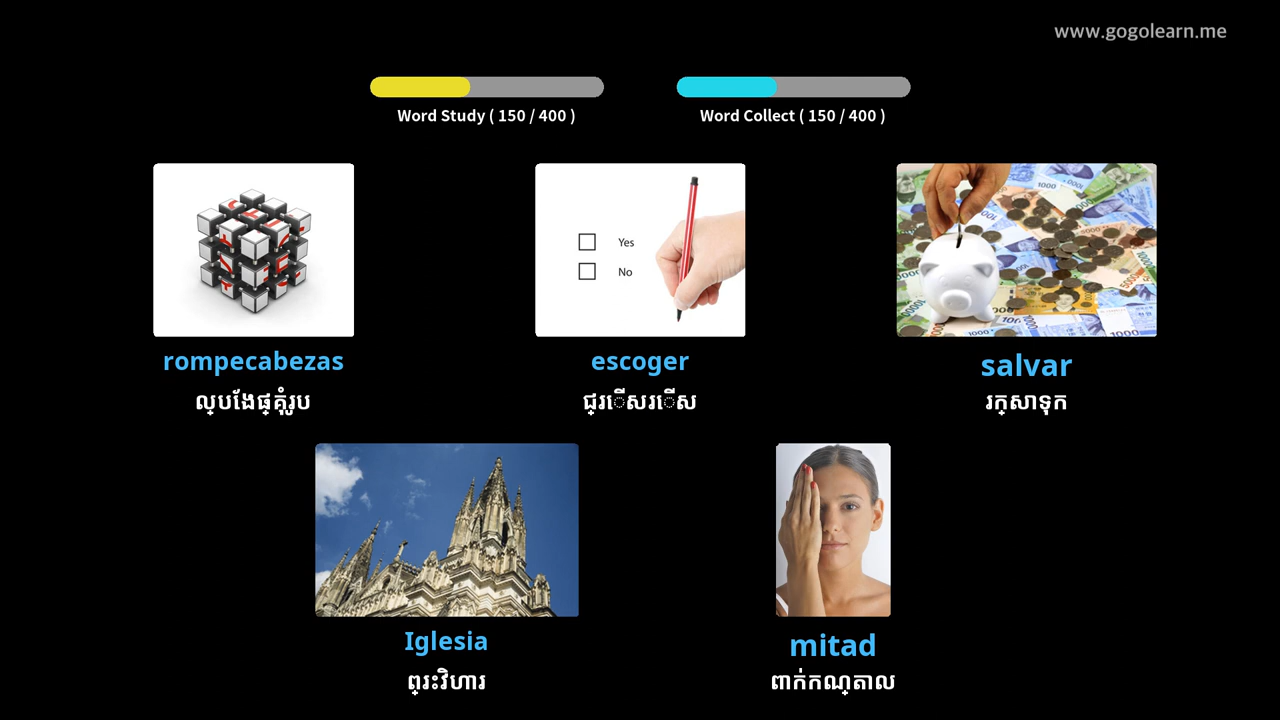 www.gogolearn.me
Word Study ( 150 / 400 )
Word Collect ( 150 / 400 )
Yes
No
rompecabezas
escoger
salvar
ល្បែងផ្គុំរូប
ជ្រើសរើស
រក្សាទុក
Iglesia
mitad
ព្រះវិហារ
ពាក់កណ្តាល